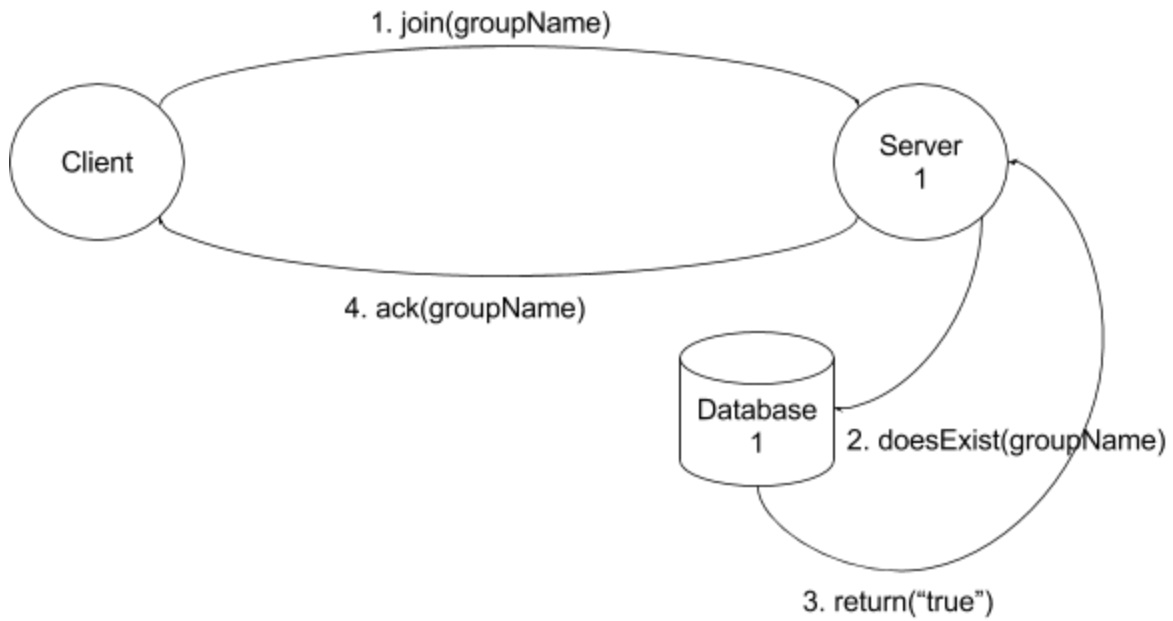 1. join(groupName)
Client
Server
1
4. ack(groupName)
Database
1
2. doesExist(groupName)
3. return(“true”)